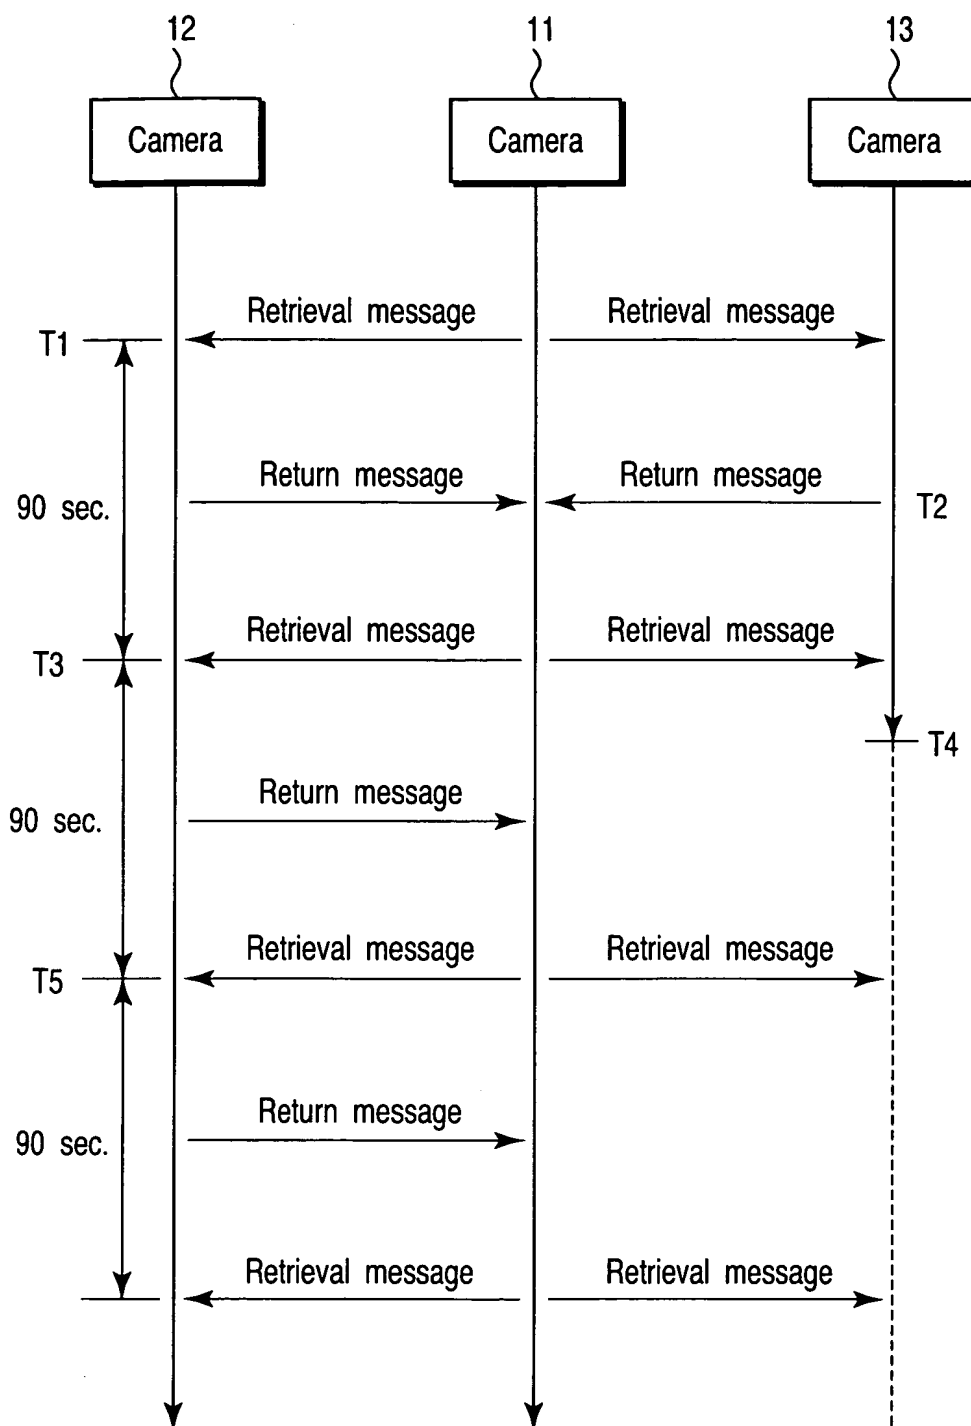 12 11 13
Camera Camera Camera
Retrieval message Retrieval message
T1
Return message Return message
90 sec. T2
Retrieval message Retrieval message
T3
T4
Return message
90 sec.
Retrieval message Retrieval message
T5
Return message
90 sec.
Retrieval message Retrieval message